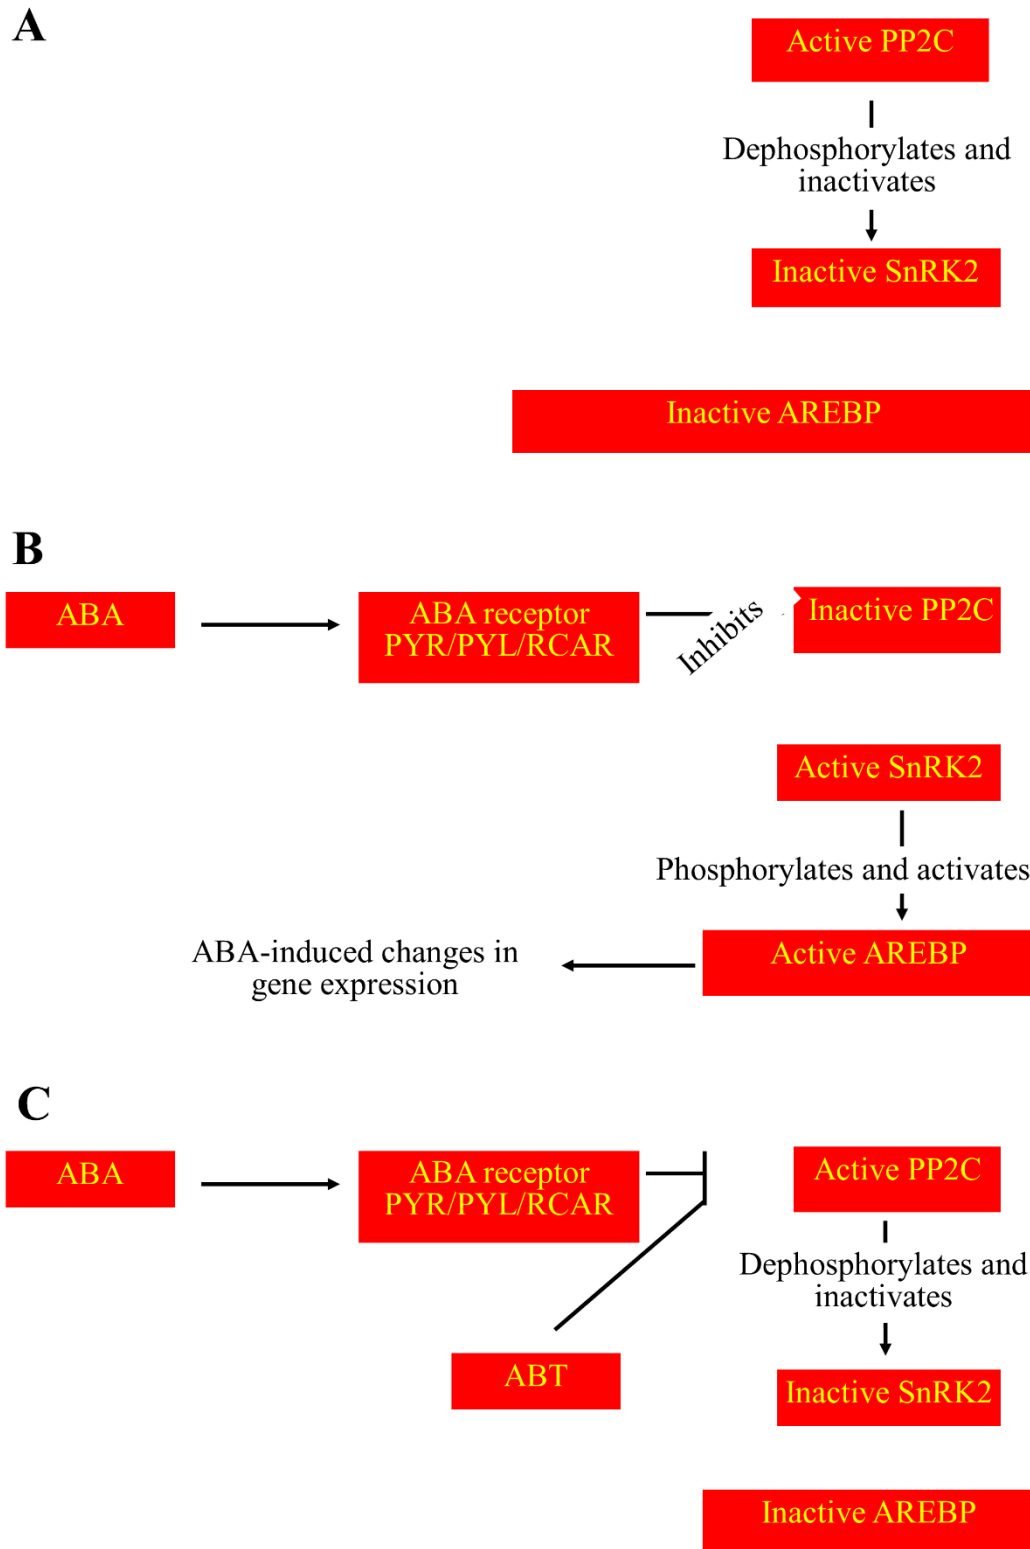 A
Active PP2C
Dephosphorylates and
inactivates
Inactive SnRK2
Inactive AREBP
B
ABA
ABA receptor
PYR/PYL/RCAR
Inhibits
Inactive PP2C
Active SnRK2
Phosphorylates and activates
Active AREBP
ABA-induced changes in
gene expression
C
ABA
ABA receptor
PYR/PYL/RCAR
Active PP2C
Dephosphorylates and
inactivates
ABT
Inactive SnRK2
Inactive AREBP